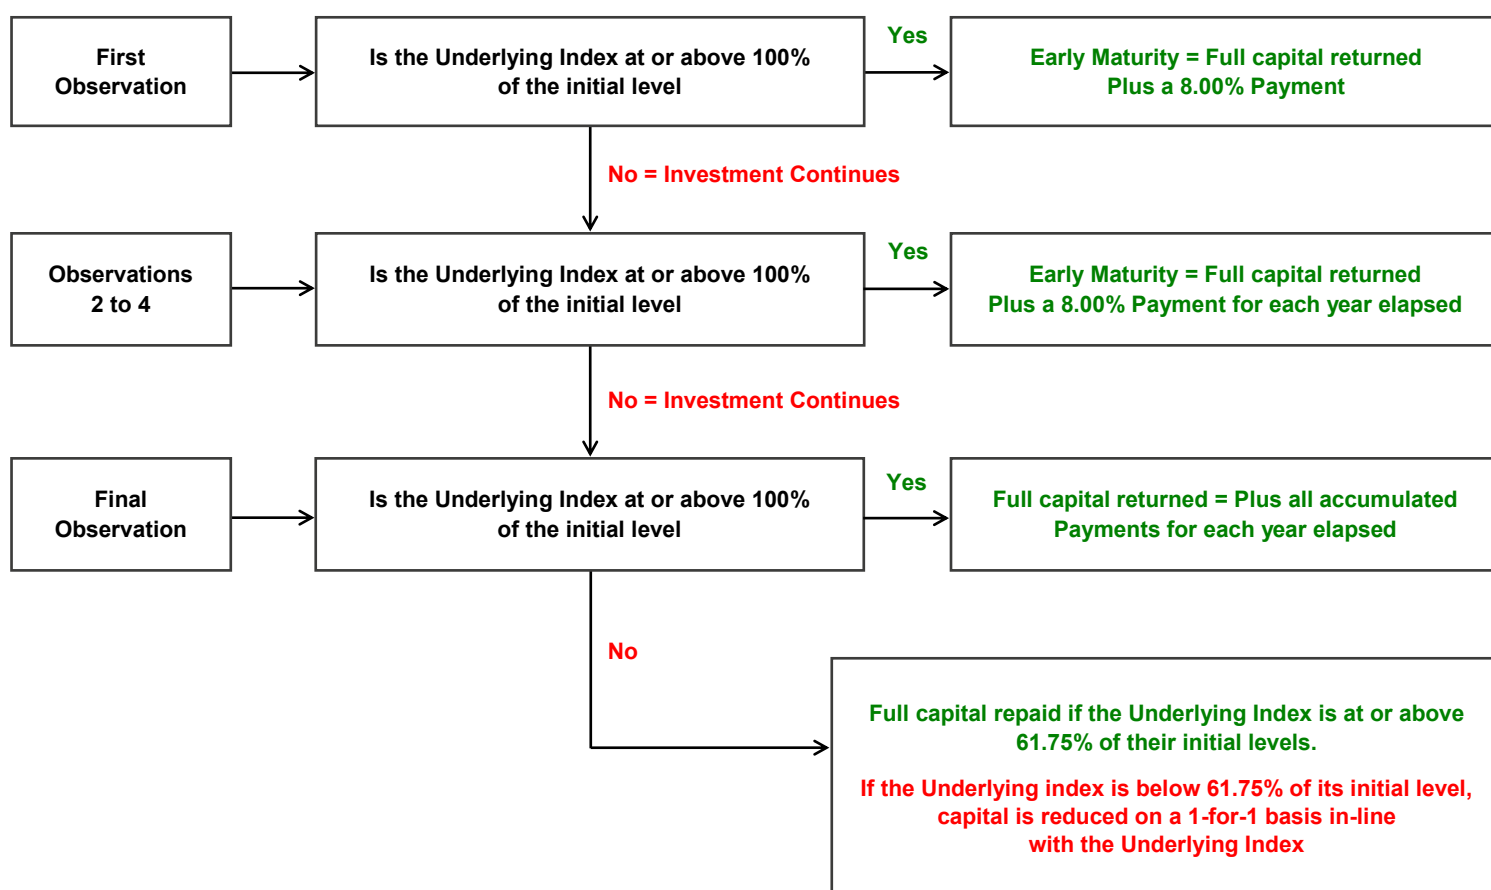 First
Observation
Is the Underlying Index at or above 100%
of the initial level
Yes
Early Maturity = Full capital returned
Plus a 8.00% Payment
No = Investment Continues
Observations
2 to 4
Is the Underlying Index at or above 100%
of the initial level
Yes
Early Maturity = Full capital returned
Plus a 8.00% Payment for each year elapsed
No = Investment Continues
Final
Observation
Is the Underlying Index at or above 100%
of the initial level
Yes
Full capital returned = Plus all accumulated
Payments for each year elapsed
No
Full capital repaid if the Underlying Index is at or above
61.75% of their initial levels.
If the Underlying index is below 61.75% of its initial level,
capital is reduced on a 1-for-1 basis in-line
with the Underlying Index